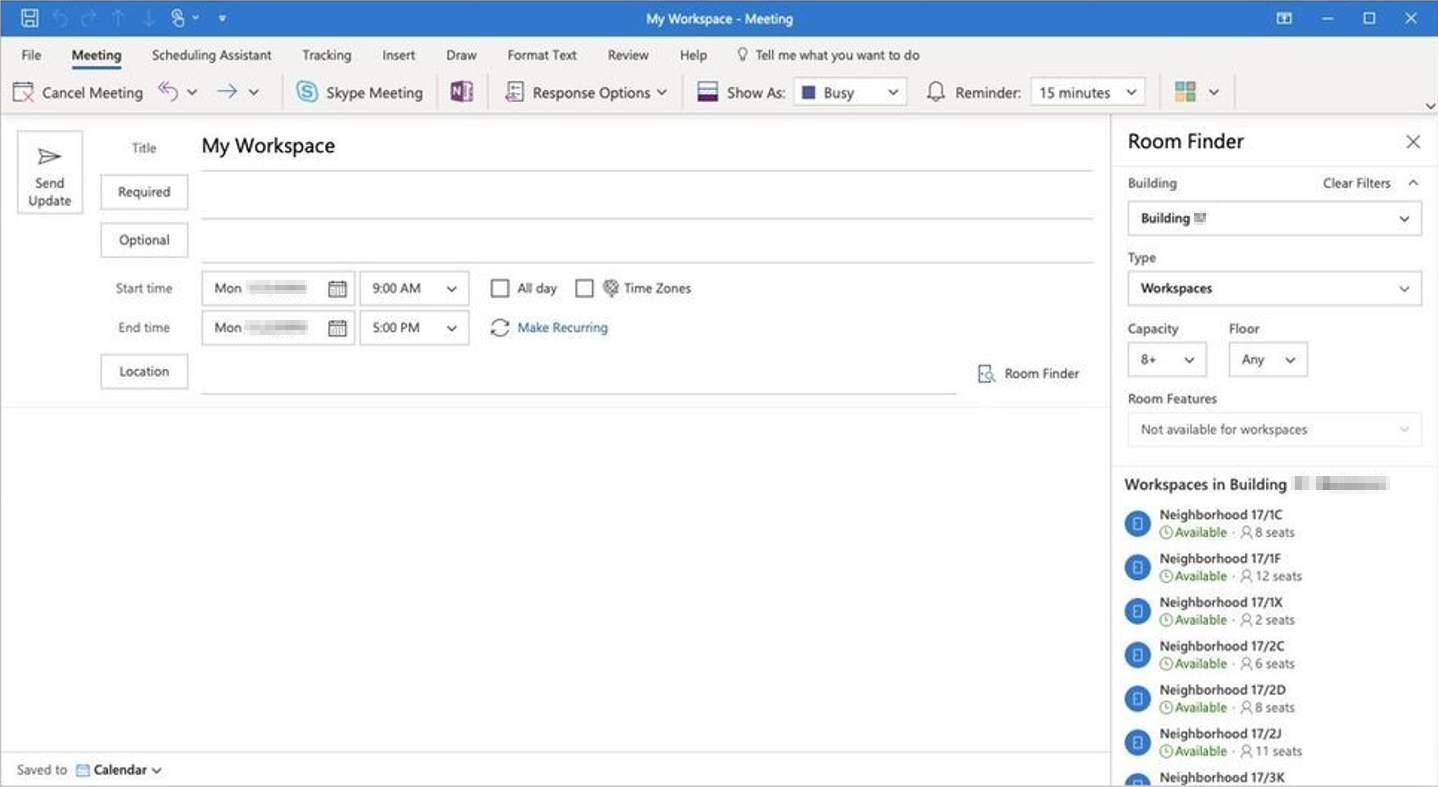 My Workspace - Meeting
File Meeting Scheduling Assistant Tracking Insert Draw Format Text Review Help Tell me what you want to do
Cancel Meeting Skype Meeting N Response Options Show As: Busy Reminder: 15 minutes
Send Update
Title My Workspace
Required
Optional
Start time Mon 9:00 AM All day Time Zones
End time Mon 5:00 PM Make Recurring
Location Room Finder
Saved to Calendar
Room Finder
Building Clear Filters
Building
Type
Workspaces
Capacity Floor
8+ Any
Room Features
Not available for workspaces
Workspaces in Building
Neighborhood 17/1C
Available · 8 seats
Neighborhood 17/1F
Available · 12 seats
Neighborhood 17/1X
Available · 2 seats
Neighborhood 17/2C
Available · 6 seats
Neighborhood 17/2D
Available · 8 seats
Neighborhood 17/2J
Available · 11 seats
Neighborhood 17/3K